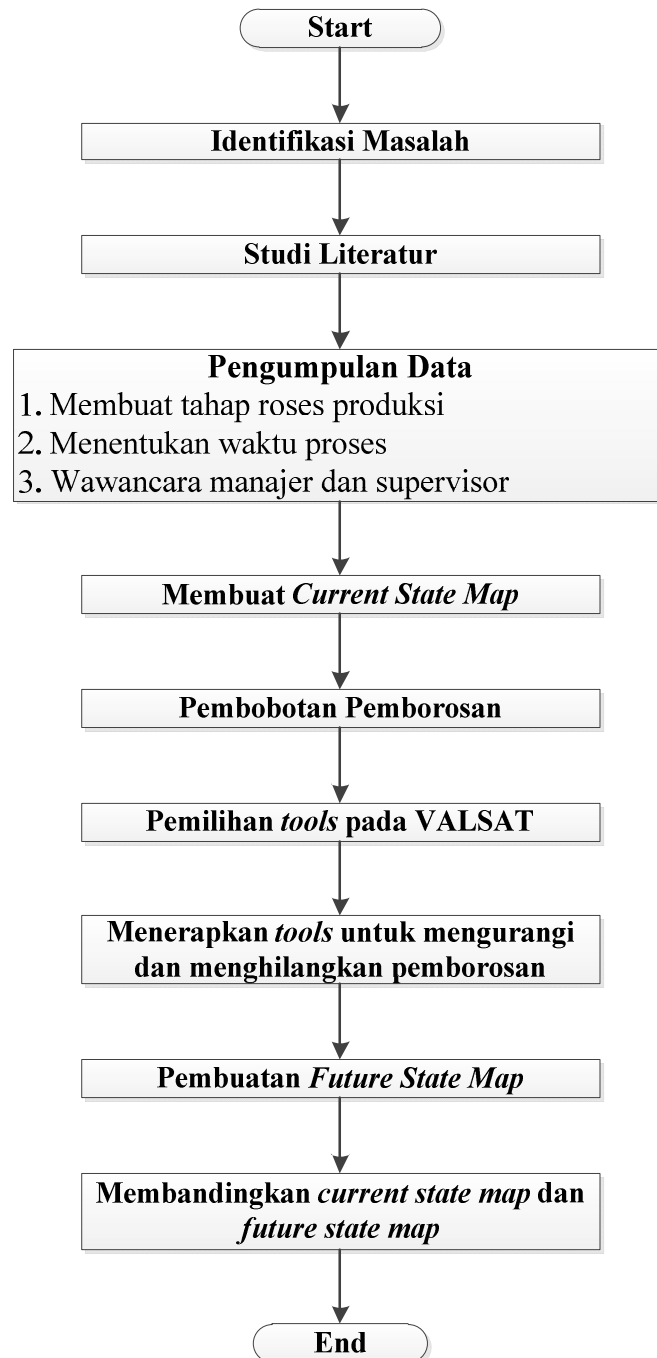 Start
Identifikasi Masalah
Studi Literatur
Pengumpulan Data
1. Membuat tahap roses produksi
2. Menentukan waktu proses
3. Wawancara manajer dan supervisor
Membuat Current State Map
Pembobotan Pemborosan
Pemilihan tools pada VALSAT
Menerapkan tools untuk mengurangi
dan menghilangkan pemborosan
Pembuatan Future State Map
Membandingkan current state map dan
future state map
End